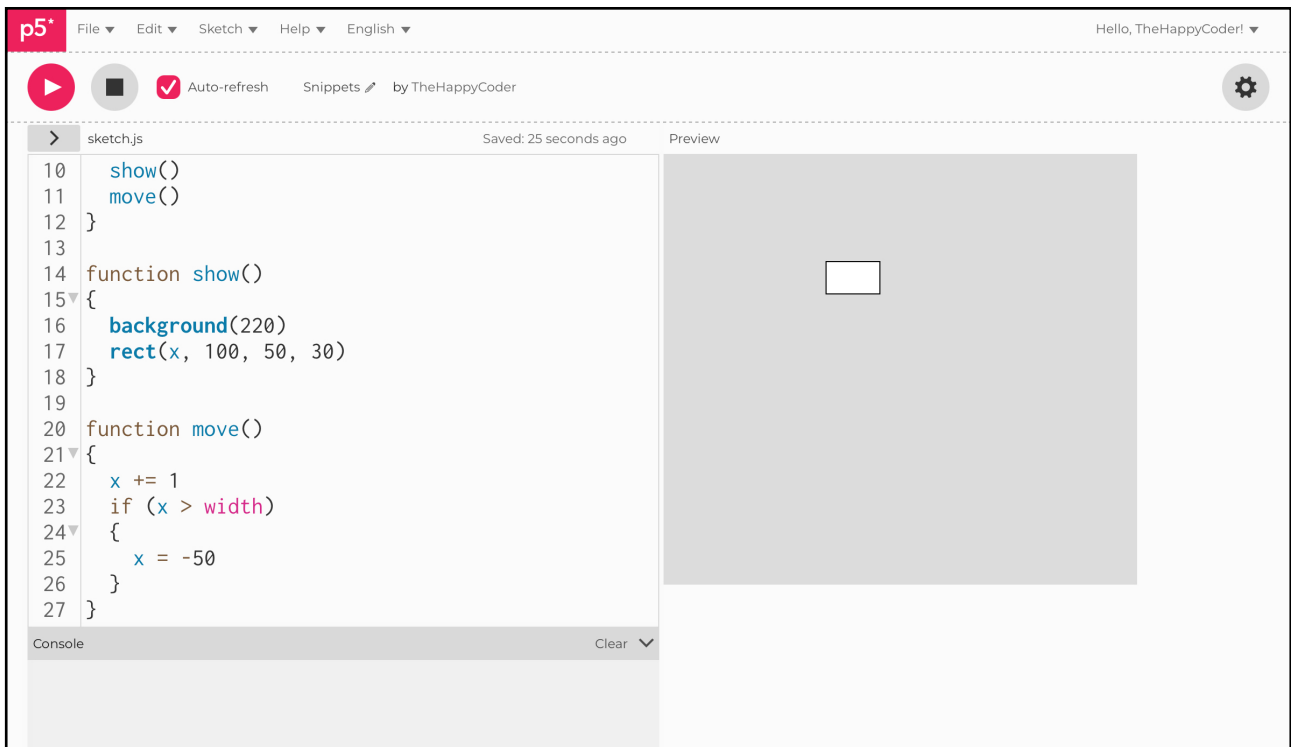 p5* File Edit Sketch Help English Hello, TheHappyCoder!
Auto-refresh Snippets by TheHappyCoder
sketch.js Saved: 25 seconds ago Preview
10 show()
11 move()
12 }
13
14 function show()
15 {
16 background(220)
17 rect(x, 100, 50, 30)
18 }
19
20 function move()
21 {
22 x += 1
23 if (x > width)
24 {
25 x = -50
26 }
27 }
Console Clear